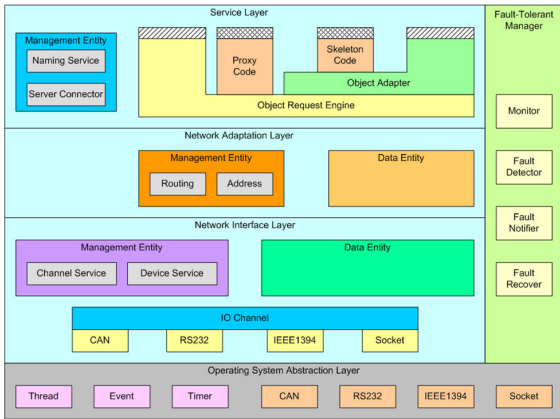 Service Layer
Fault-Tolerant
Manager
Management Entity
Naming Service
Server Connector
Proxy
Code
Skeleton
Code
Object Adapter
Object Request Engine
Monitor
Network Adaptation Layer
Management Entity
Routing
Address
Data Entity
Fault
Detector
Fault
Notifier
Network Interface Layer
Management Entity
Channel Service
Device Service
Data Entity
Fault
Recover
IO Channel
CAN
RS232
IEEE1394
Socket
Operating System Abstraction Layer
Thread
Event
Timer
CAN
RS232
IEEE1394
Socket